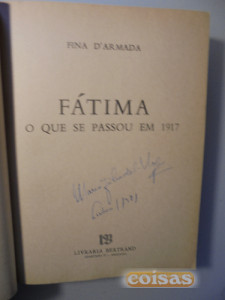 FINA D'ARMADA
FÁTIMA
O QUE SE PASSOU EM 1917
LIVRARIA BERTRAND
coisas